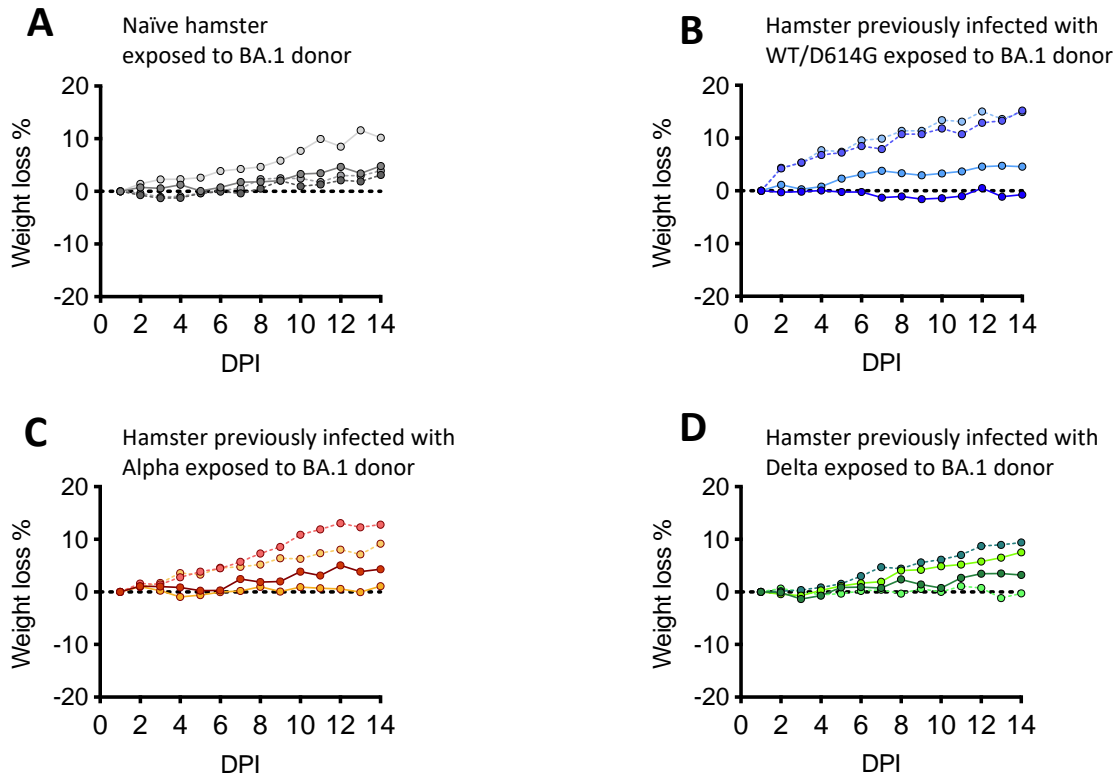 A
Naïve hamster
exposed to BA.1 donor
20
10
0
-10
-20
Weight loss %
0 2 4 6 8 10 12 14
DPI
B
Hamster previously infected with
WT/D614G exposed to BA.1 donor
20
10
0
-10
-20
Weight loss %
0 2 4 6 8 10 12 14
DPI
C
Hamster previously infected with
Alpha exposed to BA.1 donor
20
10
0
-10
-20
Weight loss %
0 2 4 6 8 10 12 14
DPI
D
Hamster previously infected with
Delta exposed to BA.1 donor
20
10
0
-10
-20
Weight loss %
0 2 4 6 8 10 12 14
DPI